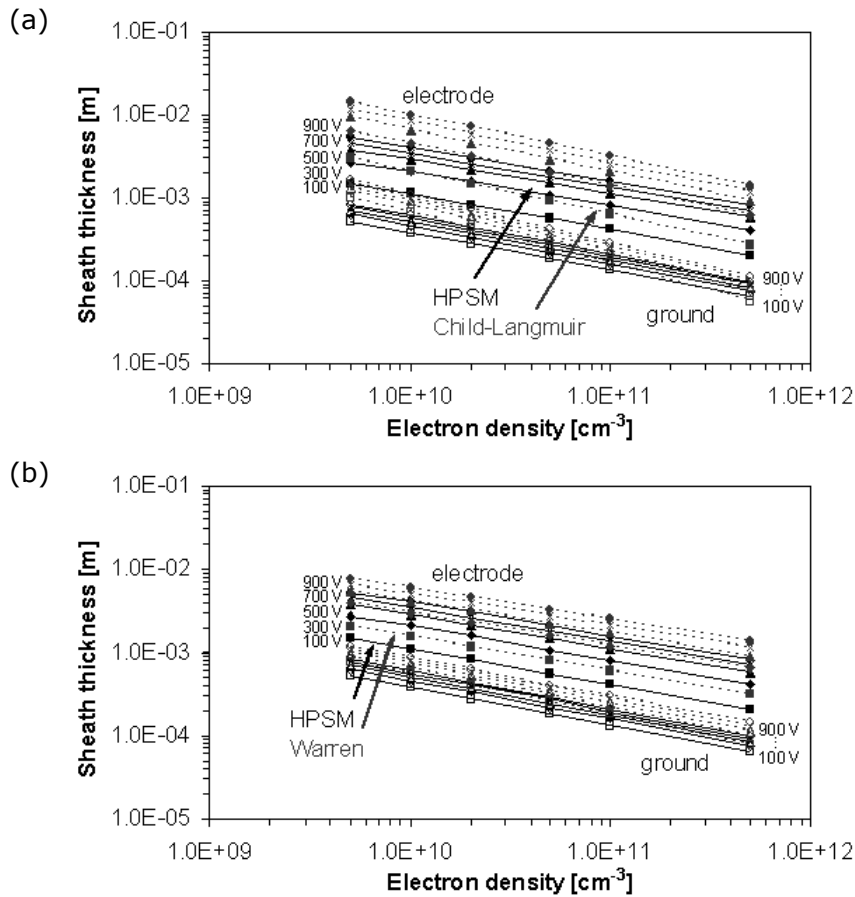 (a)
1.0E-01
1.0E-02
1.0E-03
1.0E-04
1.0E-05
Sheath thickness [m]
electrode
900 V
700 V
500 V
300 V
100 V
HPSM
Child-Langmuir
ground
900 V
100 V
1.0E+09
1.0E+10
1.0E+11
1.0E+12
Electron density [cm⁻³]
(b)
1.0E-01
1.0E-02
1.0E-03
1.0E-04
1.0E-05
Sheath thickness [m]
electrode
900 V
700 V
500 V
300 V
100 V
HPSM
Warren
ground
900 V
100 V
1.0E+09
1.0E+10
1.0E+11
1.0E+12
Electron density [cm⁻³]